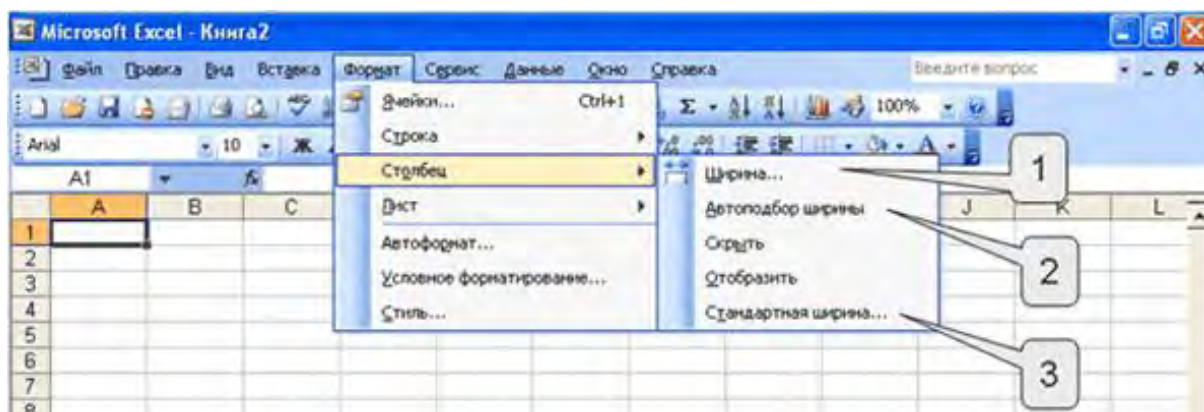 Microsoft Excel - Книга2
Файл Правка Вид Вставка Формат Сервис Данные Окно Справка Введите вопрос
100%
Arial 10 Ж
A1 fx
Ячейки... Ctrl+1
Строка
Столбец
Лист
Автоформат...
Условное форматирование...
Стиль...
Ширина...
Автоподбор ширины
Скрыть
Отобразить
Стандартная ширина...
1
2
3
A B C J K L
1
2
3
4
5
6
7
8